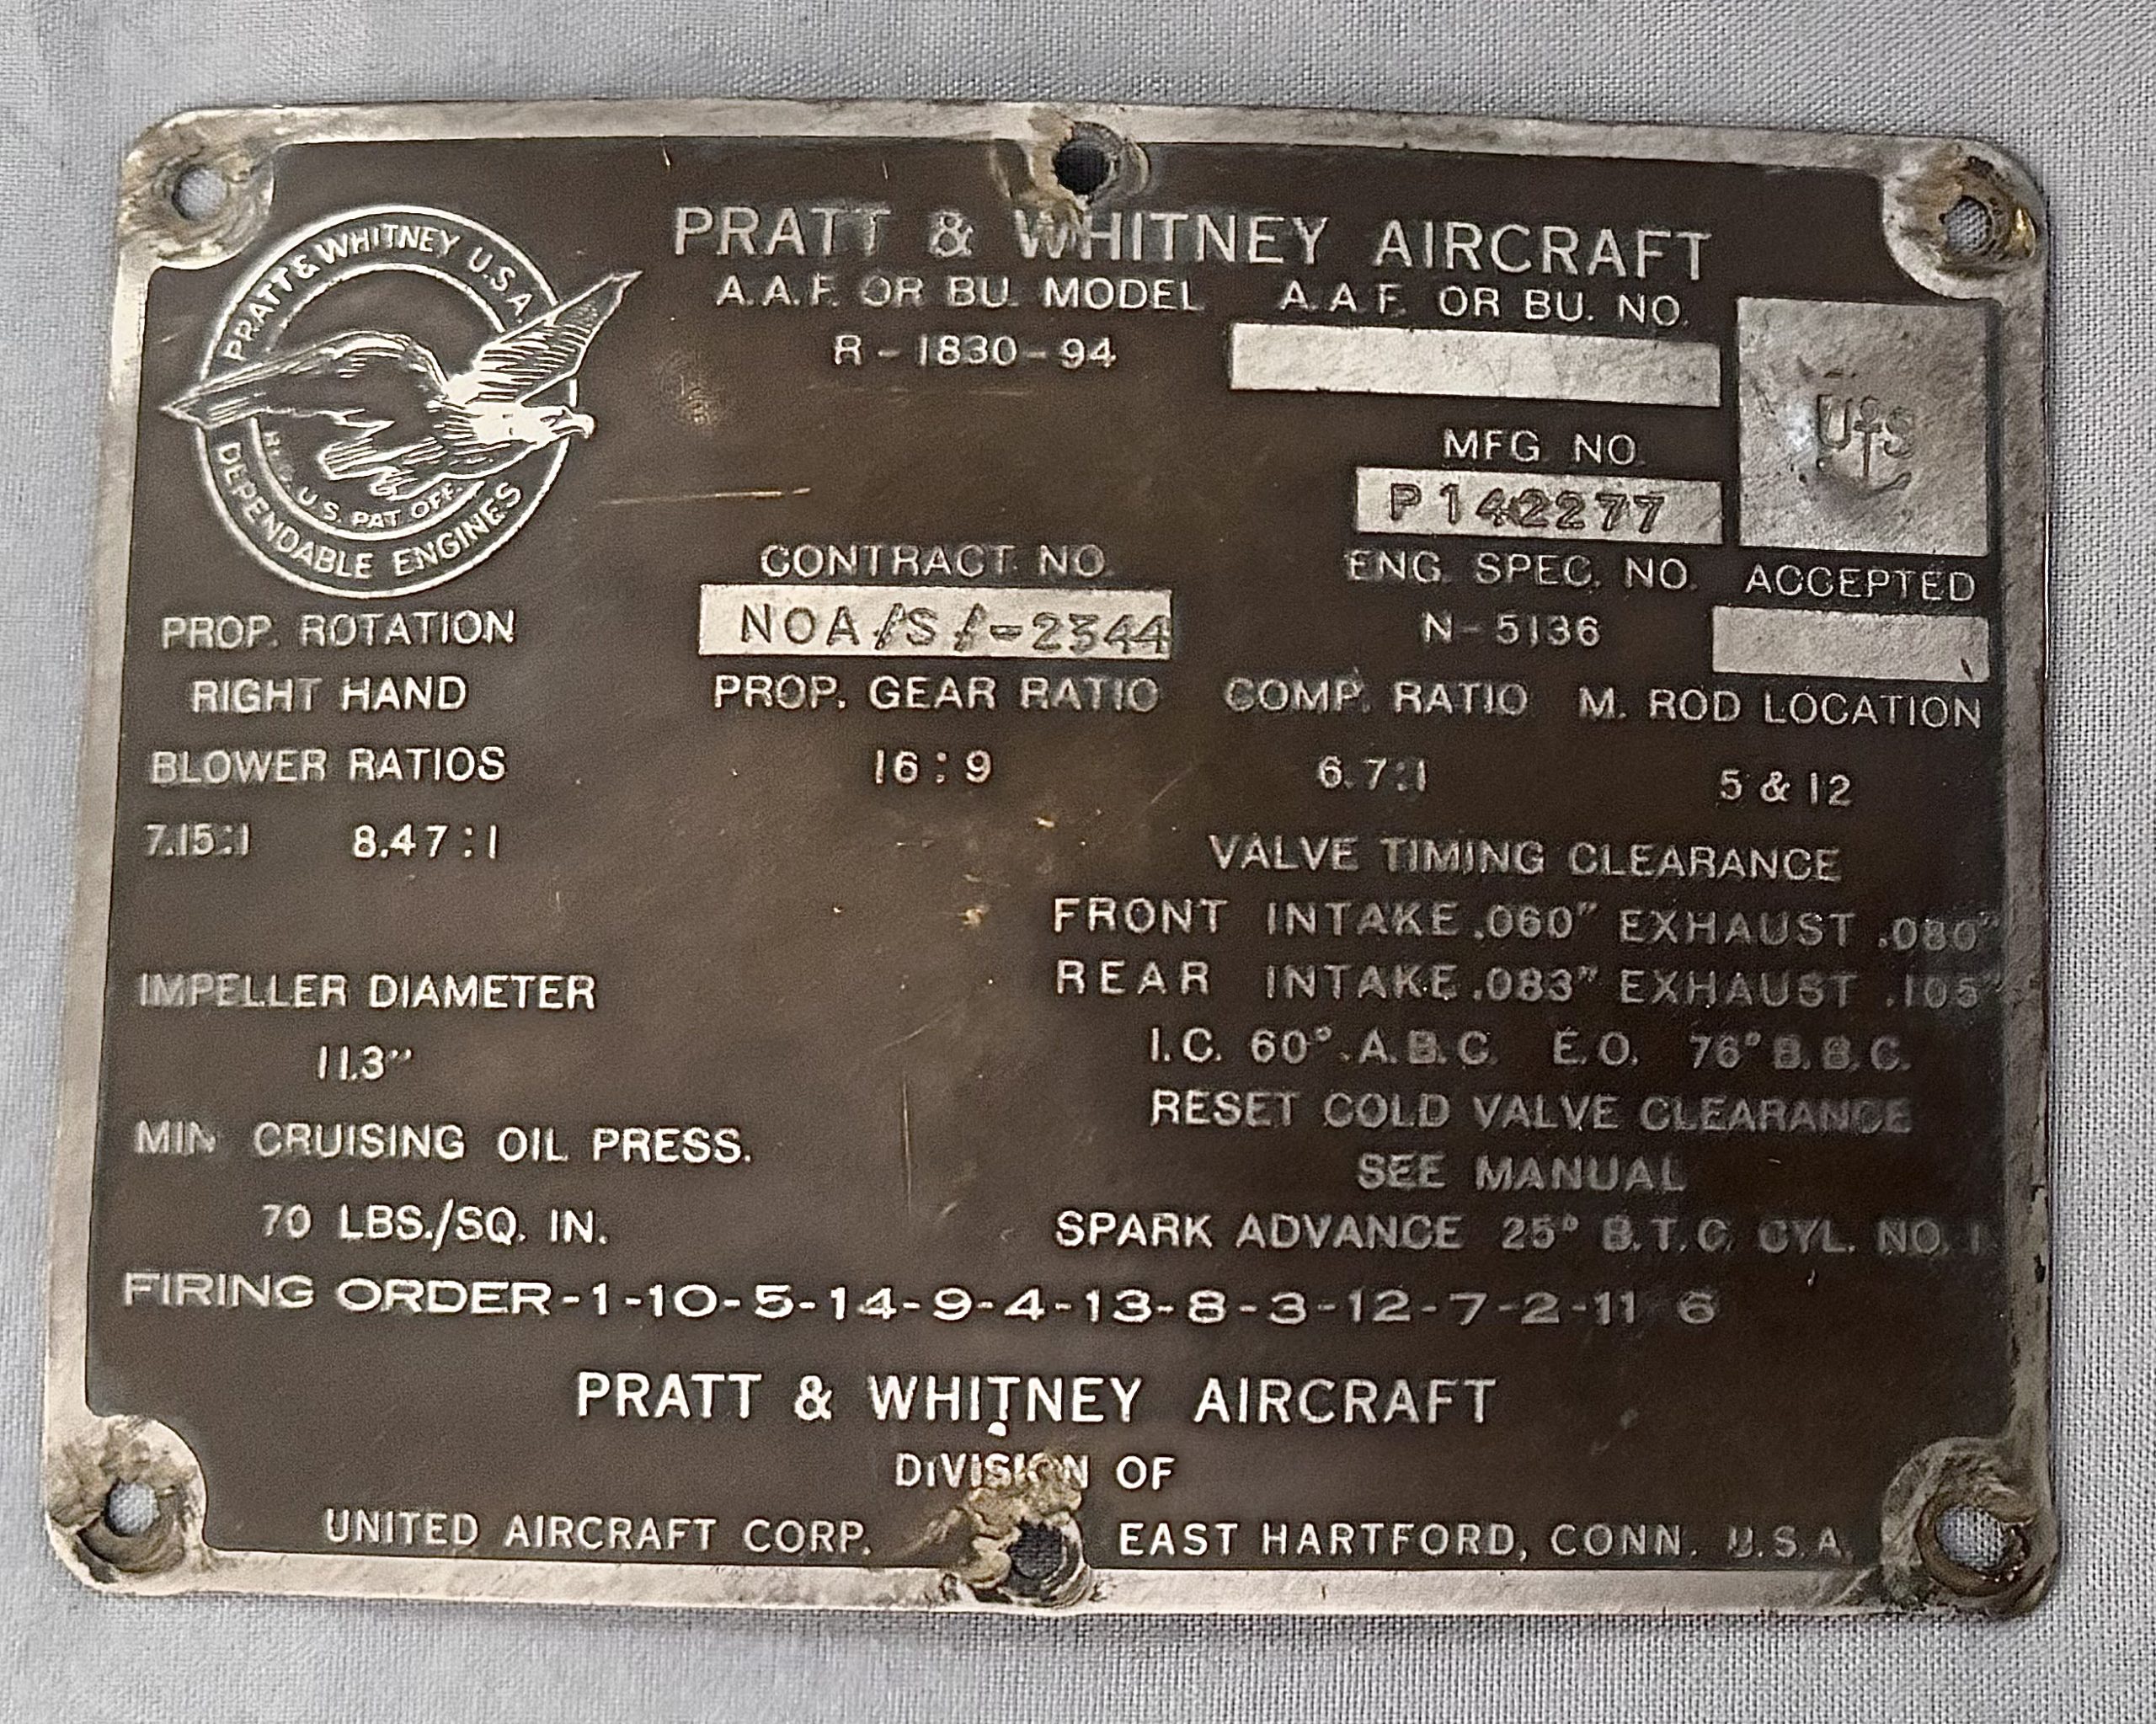 PRATT & WHITNEY U.S.A.
U.S. PAT. OFF.
DEPENDABLE ENGINES
PRATT & WHITNEY AIRCRAFT
A.A.F. OR BU. MODEL A.A.F. OR BU. NO.
R-1830-94
U S
MFG NO.
P142277
CONTRACT NO. ENG. SPEC. NO. ACCEPTED
NOA/S/-2344 N-5136
PROP. ROTATION
RIGHT HAND
PROP. GEAR RATIO COMP. RATIO M. ROD LOCATION
16:9 6.7:1 5 & 12
BLOWER RATIOS
7.15:1 8.47:1
VALVE TIMING CLEARANCE
FRONT INTAKE .060" EXHAUST .080"
REAR INTAKE .083" EXHAUST .105"
I.C. 60° A.B.C. E.O. 76° B.B.C.
RESET COLD VALVE CLEARANCE
SEE MANUAL
SPARK ADVANCE 25° B.T.C. CYL. NO. 1
IMPELLER DIAMETER
11.3"
MIN CRUISING OIL PRESS.
70 LBS./SQ. IN.
FIRING ORDER-1-10-5-14-9-4-13-8-3-12-7-2-11 6
PRATT & WHITNEY AIRCRAFT
DIVISION OF
UNITED AIRCRAFT CORP. EAST HARTFORD, CONN. U.S.A.